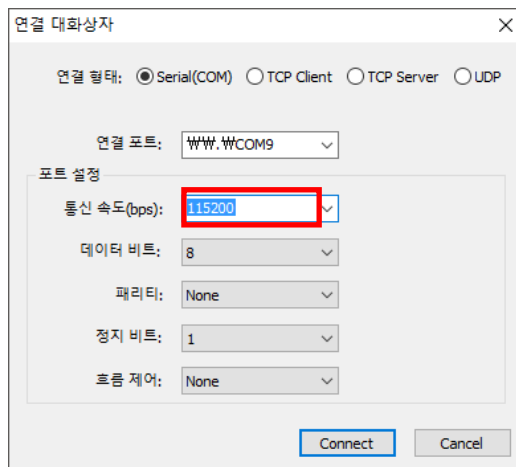 연결 대화상자
연결 형태: Serial(COM) TCP Client TCP Server UDP
연결 포트: ₩₩.₩COM9
포트 설정
통신 속도(bps): 115200
데이터 비트: 8
패리티: None
정지 비트: 1
흐름 제어: None
Connect Cancel